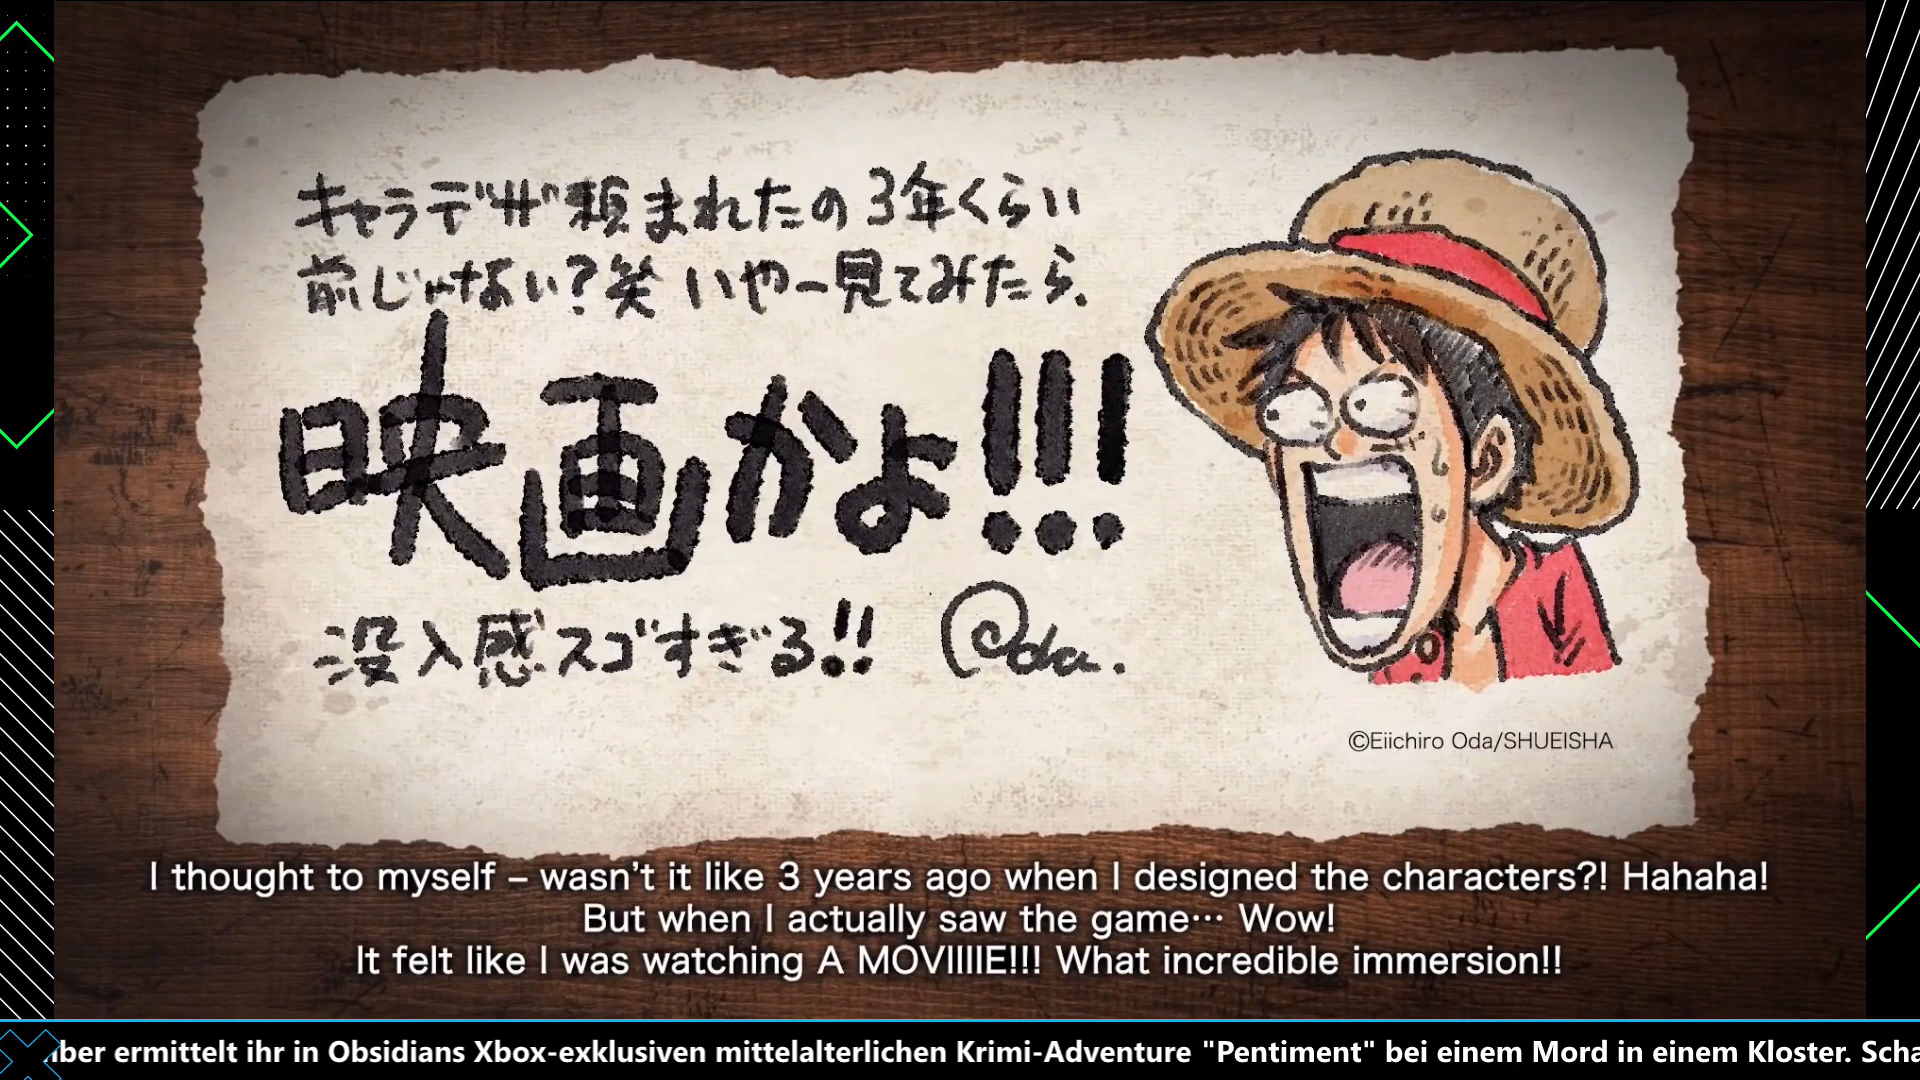 キャラデザ頼まれたの3年くらい
前じゃない?笑 いやー見てみたら、
映画かよ!!!
没入感スゴすぎる!! Oda.
©Eiichiro Oda/SHUEISHA
I thought to myself – wasn't it like 3 years ago when I designed the characters?! Hahaha!
But when I actually saw the game… Wow!
It felt like I was watching A MOVIIIIE!!! What incredible immersion!!
ber ermittelt ihr in Obsidians Xbox-exklusiven mittelalterlichen Krimi-Adventure "Pentiment" bei einem Mord in einem Kloster. Scha